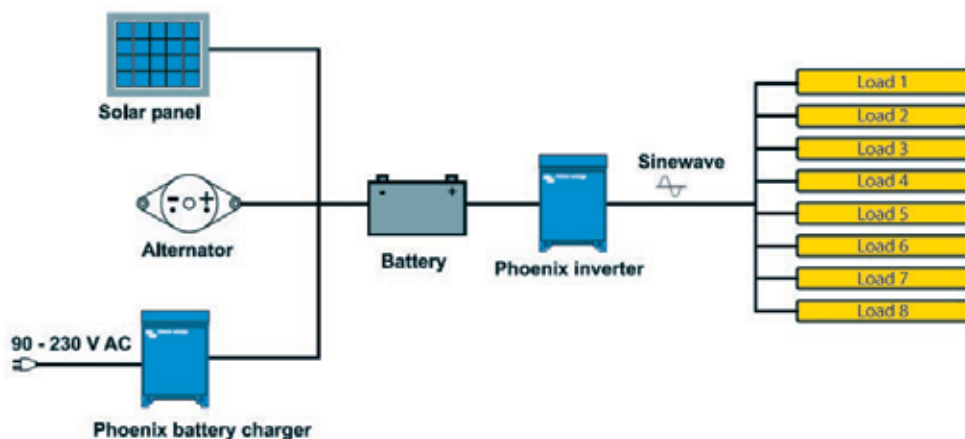 Solar panel
Alternator
90 - 230 V AC
Phoenix battery charger
Battery
Phoenix inverter
Sinewave
Load 1
Load 2
Load 3
Load 4
Load 5
Load 6
Load 7
Load 8